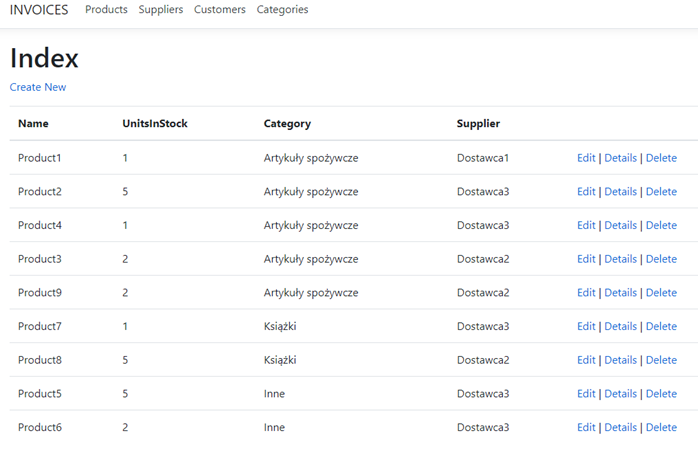 INVOICES Products Suppliers Customers Categories
Index
Create New
Name UnitsInStock Category Supplier
Product1 1 Artykuły spożywcze Dostawca1 Edit | Details | Delete
Product2 5 Artykuły spożywcze Dostawca3 Edit | Details | Delete
Product4 1 Artykuły spożywcze Dostawca3 Edit | Details | Delete
Product3 2 Artykuły spożywcze Dostawca2 Edit | Details | Delete
Product9 2 Artykuły spożywcze Dostawca2 Edit | Details | Delete
Product7 1 Książki Dostawca3 Edit | Details | Delete
Product8 5 Książki Dostawca2 Edit | Details | Delete
Product5 5 Inne Dostawca3 Edit | Details | Delete
Product6 2 Inne Dostawca3 Edit | Details | Delete